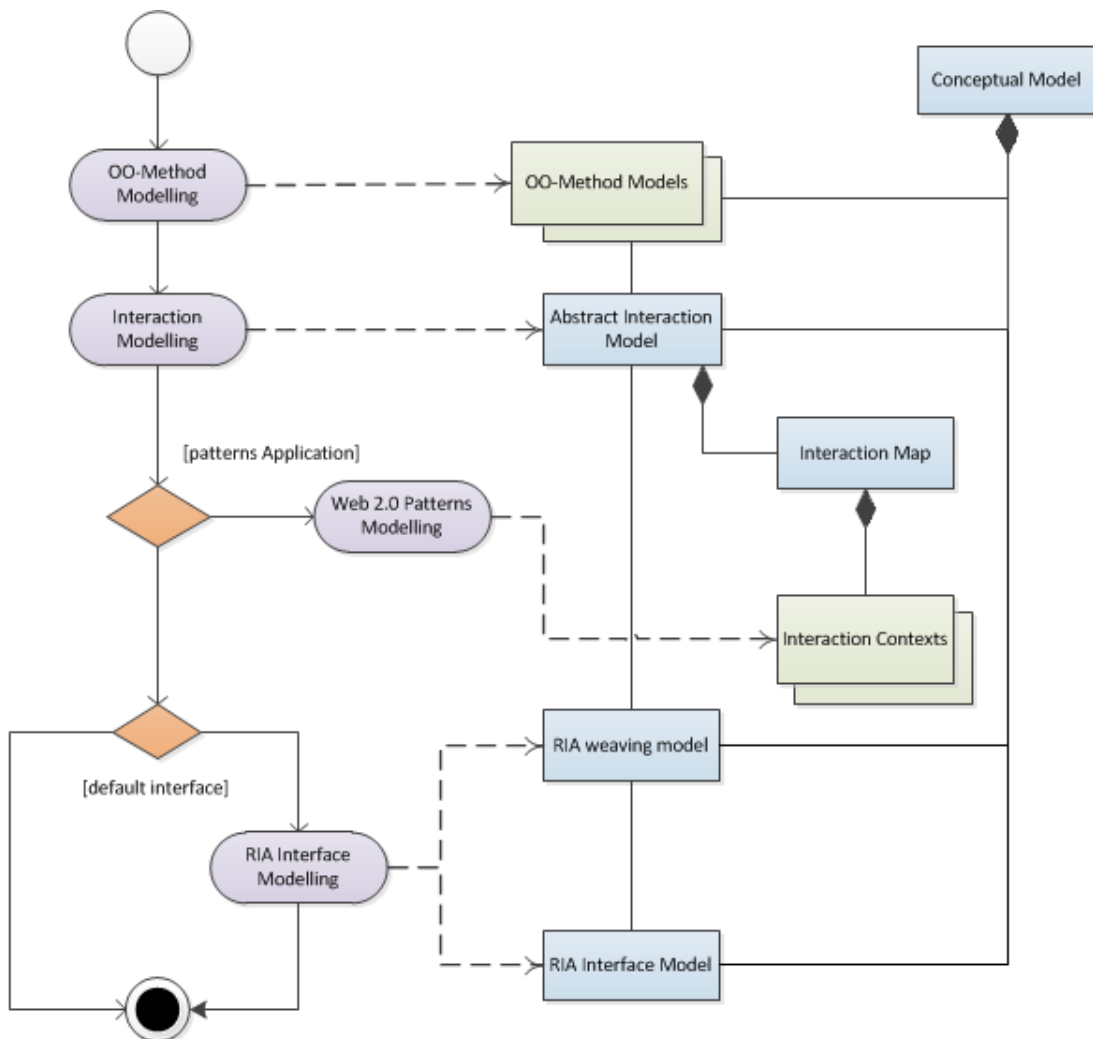 Conceptual Model
OO-Method
Modelling
OO-Method Models
Interaction
Modelling
Abstract Interaction
Model
[patterns Application]
Interaction Map
Web 2.0 Patterns
Modelling
Interaction Contexts
RIA weaving model
[default interface]
RIA Interface
Modelling
RIA Interface Model